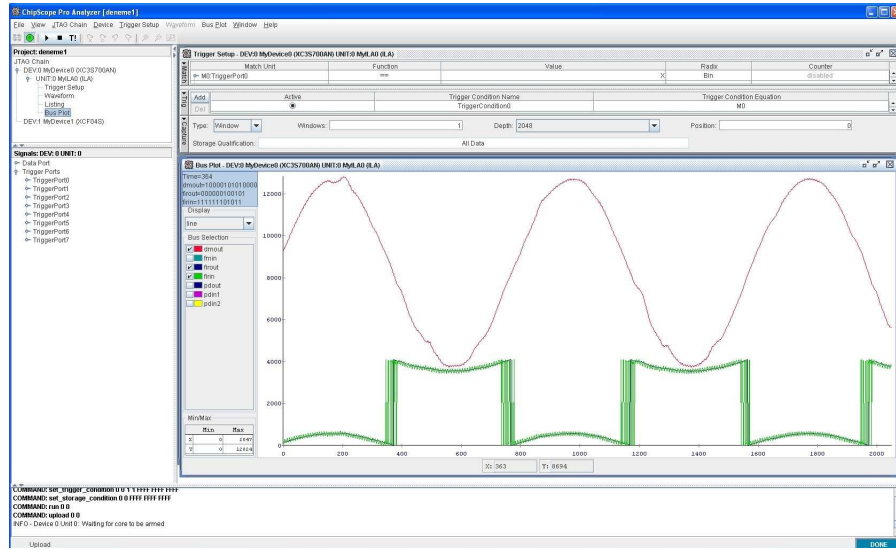 ChipScope Pro Analyzer [deneme1]
File View JTAG Chain Device Trigger Setup Waveform Bus Plot Window Help
T!
Project: deneme1
JTAG Chain
DEV:0 MyDevice0 (XC3S700AN)
UNIT:0 MyILA0 (ILA)
Trigger Setup
Waveform
Listing
Bus Plot
DEV:1 MyDevice1 (XCF04S)
Signals: DEV: 0 UNIT: 0
Data Port
Trigger Ports
TriggerPort0
TriggerPort1
TriggerPort2
TriggerPort3
TriggerPort4
TriggerPort5
TriggerPort6
TriggerPort7
Trigger Setup - DEV:0 MyDevice0 (XC3S700AN) UNIT:0 MyILA0 (ILA)
Match
Match Unit Function Value Radix Counter
M0:TriggerPort0 == X Bin disabled
Trig
Add Active Trigger Condition Name Trigger Condition Equation
Del TriggerCondition0 M0
Capture
Type: Window Windows: 1 Depth: 2048 Position: 0
Storage Qualification: All Data
Bus Plot - DEV:0 MyDevice0 (XC3S700AN) UNIT:0 MyILA0 (ILA)
Time=364
dmout=10000101010000
firout=000000100101
firin=111111101011
Display
line
Bus Selection
dmout
fmin
firout
firin
pdout
pdin1
pdin2
Min/Max
Min Max
X 0 2047
Y 0
12000
10000
8000
6000
4000
2000
0
0 200 400 600 800 1000 1200 1400 1600 1800 2000
X: 363 Y: 8694
COMMAND: set_trigger_condition 0 0 1 1 FFFF FFFF FFFF FFFF
COMMAND: set_storage_condition 0 0 FFFF FFFF FFFF
COMMAND: run 0 0
COMMAND: upload 0 0
INFO - Device 0 Unit 0: Waiting for core to be armed
Upload
DONE